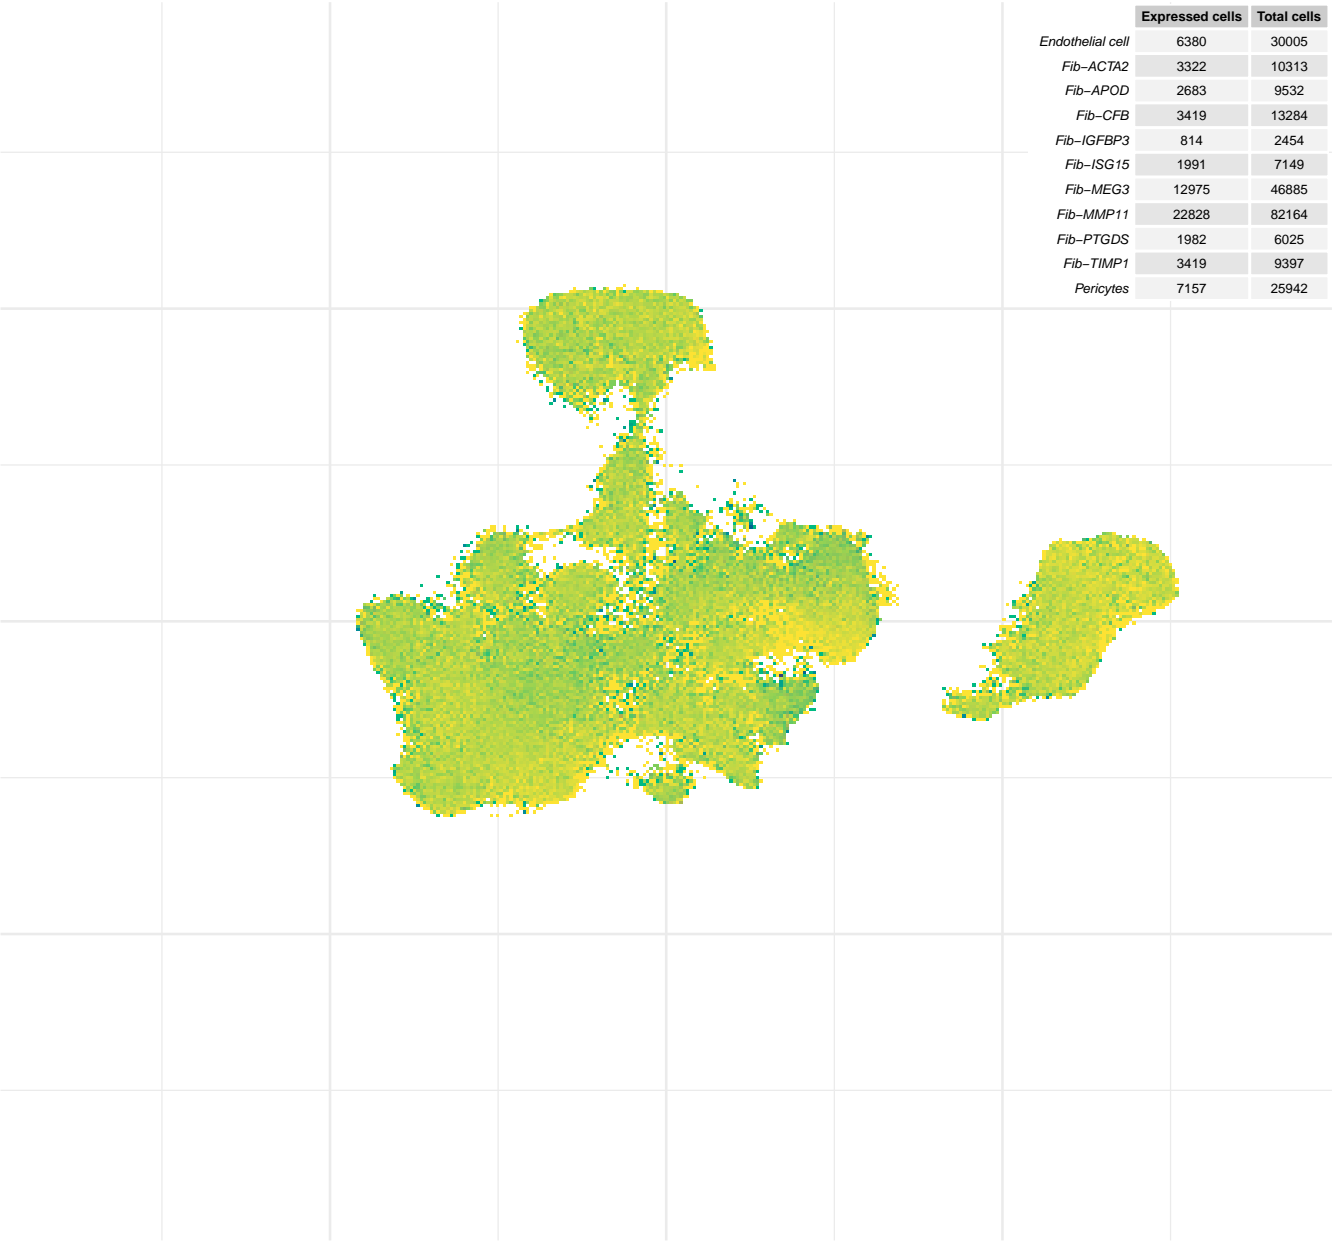 Expressed cells Total cells
Endothelial cell 6380 30005
Fib−ACTA2 3322 10313
Fib−APOD 2683 9532
Fib−CFB 3419 13284
Fib−IGFBP3 814 2454
Fib−ISG15 1991 7149
Fib−MEG3 12975 46885
Fib−MMP11 22828 82164
Fib−PTGDS 1982 6025
Fib−TIMP1 3419 9397
Pericytes 7157 25942